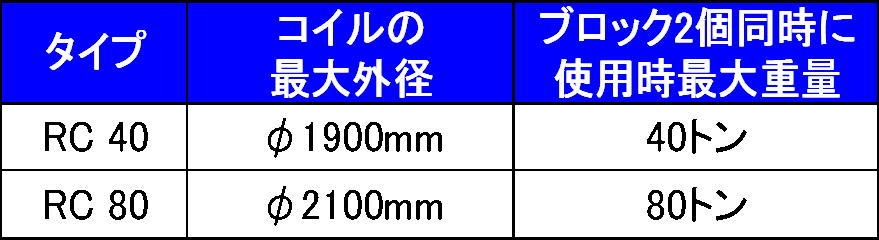 タイプ
コイルの
最大外径
ブロック2個同時に
使用時最大重量
RC 40
φ1900mm
40トン
RC 80
φ2100mm
80トン